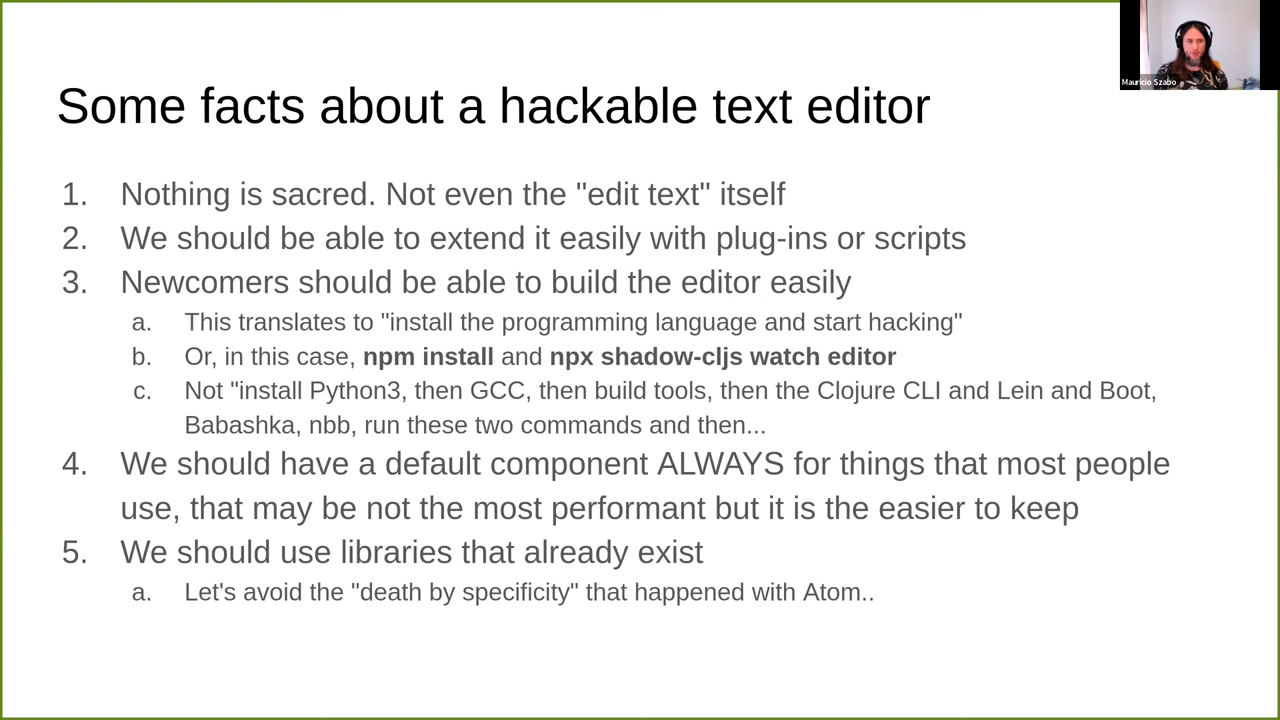 Mauricio Szabo
Some facts about a hackable text editor
1. Nothing is sacred. Not even the "edit text" itself
2. We should be able to extend it easily with plug-ins or scripts
3. Newcomers should be able to build the editor easily
a. This translates to "install the programming language and start hacking"
b. Or, in this case, npm install and npx shadow-cljs watch editor
c. Not "install Python3, then GCC, then build tools, then the Clojure CLI and Lein and Boot,
Babashka, nbb, run these two commands and then...
4. We should have a default component ALWAYS for things that most people
use, that may be not the most performant but it is the easier to keep
5. We should use libraries that already exist
a. Let's avoid the "death by specificity" that happened with Atom..